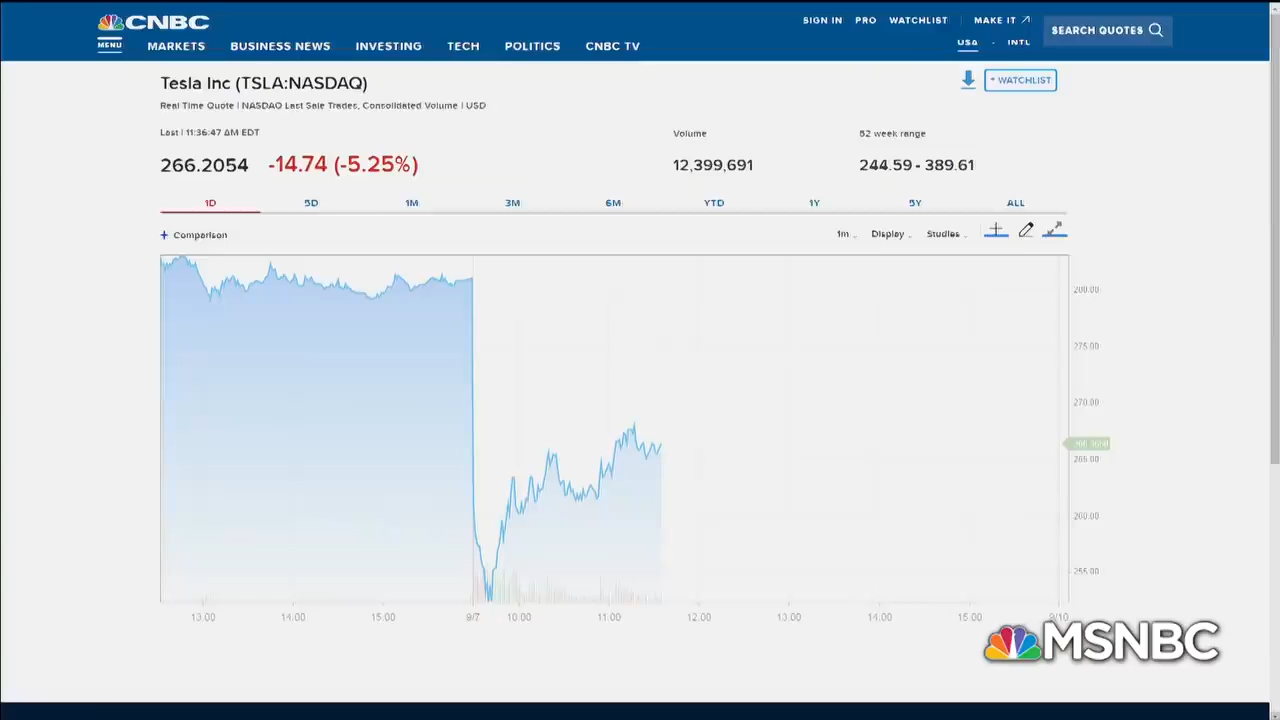 CNBC
SIGN IN PRO WATCHLIST MAKE IT
SEARCH QUOTES
USA - INTL
MENU MARKETS BUSINESS NEWS INVESTING TECH POLITICS CNBC TV
Tesla Inc (TSLA:NASDAQ)
+ WATCHLIST
Real Time Quote | NASDAQ Last Sale Trades, Consolidated Volume | USD
Last | 11:36:47 AM EDT
Volume
52 week range
266.2054 -14.74 (-5.25%)
12,399,691
244.59 - 389.61
1D 5D 1M 3M 6M YTD 1Y 5Y ALL
+ Comparison
1m Display Studies
280.00
275.00
270.00
265.00
260.00
255.00
13:00 14:00 15:00 9/7 10:00 11:00 12:00 13:00 14:00 15:00 9/10
MSNBC